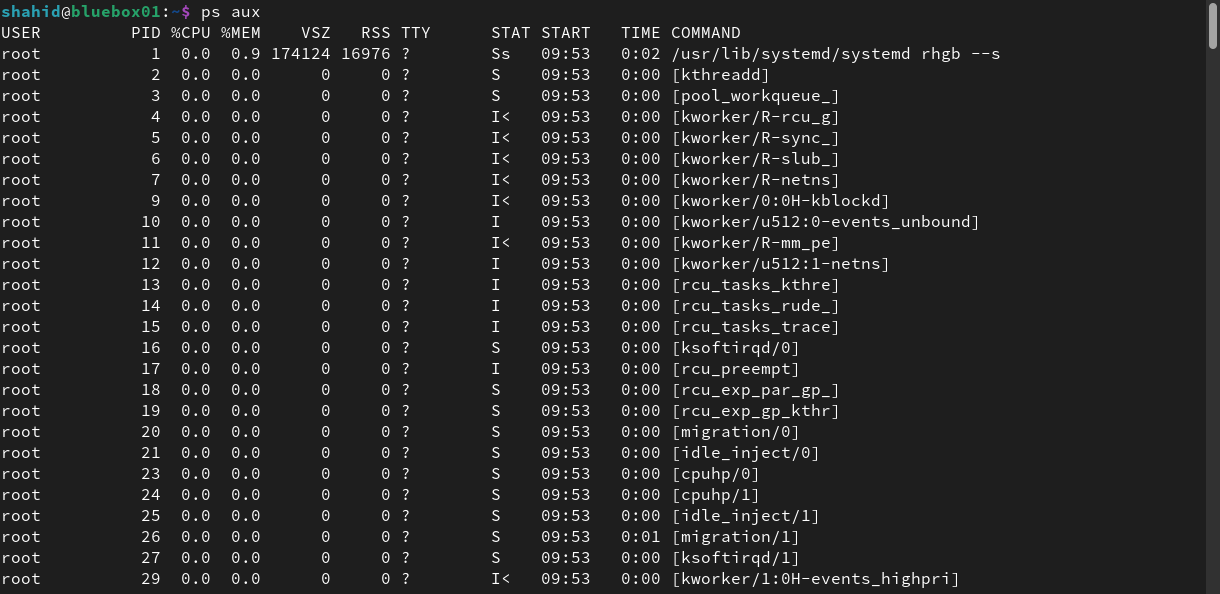 shahid@bluebox01:~$ ps aux
USER         PID %CPU %MEM    VSZ   RSS TTY      STAT START   TIME COMMAND
root           1  0.0  0.9 174124 16976 ?        Ss   09:53   0:02 /usr/lib/systemd/systemd rhgb --s
root           2  0.0  0.0      0     0 ?        S    09:53   0:00 [kthreadd]
root           3  0.0  0.0      0     0 ?        S    09:53   0:00 [pool_workqueue_]
root           4  0.0  0.0      0     0 ?        I<   09:53   0:00 [kworker/R-rcu_g]
root           5  0.0  0.0      0     0 ?        I<   09:53   0:00 [kworker/R-sync_]
root           6  0.0  0.0      0     0 ?        I<   09:53   0:00 [kworker/R-slub_]
root           7  0.0  0.0      0     0 ?        I<   09:53   0:00 [kworker/R-netns]
root           9  0.0  0.0      0     0 ?        I<   09:53   0:00 [kworker/0:0H-kblockd]
root          10  0.0  0.0      0     0 ?        I    09:53   0:00 [kworker/u512:0-events_unbound]
root          11  0.0  0.0      0     0 ?        I<   09:53   0:00 [kworker/R-mm_pe]
root          12  0.0  0.0      0     0 ?        I    09:53   0:00 [kworker/u512:1-netns]
root          13  0.0  0.0      0     0 ?        I    09:53   0:00 [rcu_tasks_kthre]
root          14  0.0  0.0      0     0 ?        I    09:53   0:00 [rcu_tasks_rude_]
root          15  0.0  0.0      0     0 ?        I    09:53   0:00 [rcu_tasks_trace]
root          16  0.0  0.0      0     0 ?        S    09:53   0:00 [ksoftirqd/0]
root          17  0.0  0.0      0     0 ?        I    09:53   0:00 [rcu_preempt]
root          18  0.0  0.0      0     0 ?        S    09:53   0:00 [rcu_exp_par_gp_]
root          19  0.0  0.0      0     0 ?        S    09:53   0:00 [rcu_exp_gp_kthr]
root          20  0.0  0.0      0     0 ?        S    09:53   0:00 [migration/0]
root          21  0.0  0.0      0     0 ?        S    09:53   0:00 [idle_inject/0]
root          23  0.0  0.0      0     0 ?        S    09:53   0:00 [cpuhp/0]
root          24  0.0  0.0      0     0 ?        S    09:53   0:00 [cpuhp/1]
root          25  0.0  0.0      0     0 ?        S    09:53   0:00 [idle_inject/1]
root          26  0.0  0.0      0     0 ?        S    09:53   0:01 [migration/1]
root          27  0.0  0.0      0     0 ?        S    09:53   0:00 [ksoftirqd/1]
root          29  0.0  0.0      0     0 ?        I<   09:53   0:00 [kworker/1:0H-events_highpri]